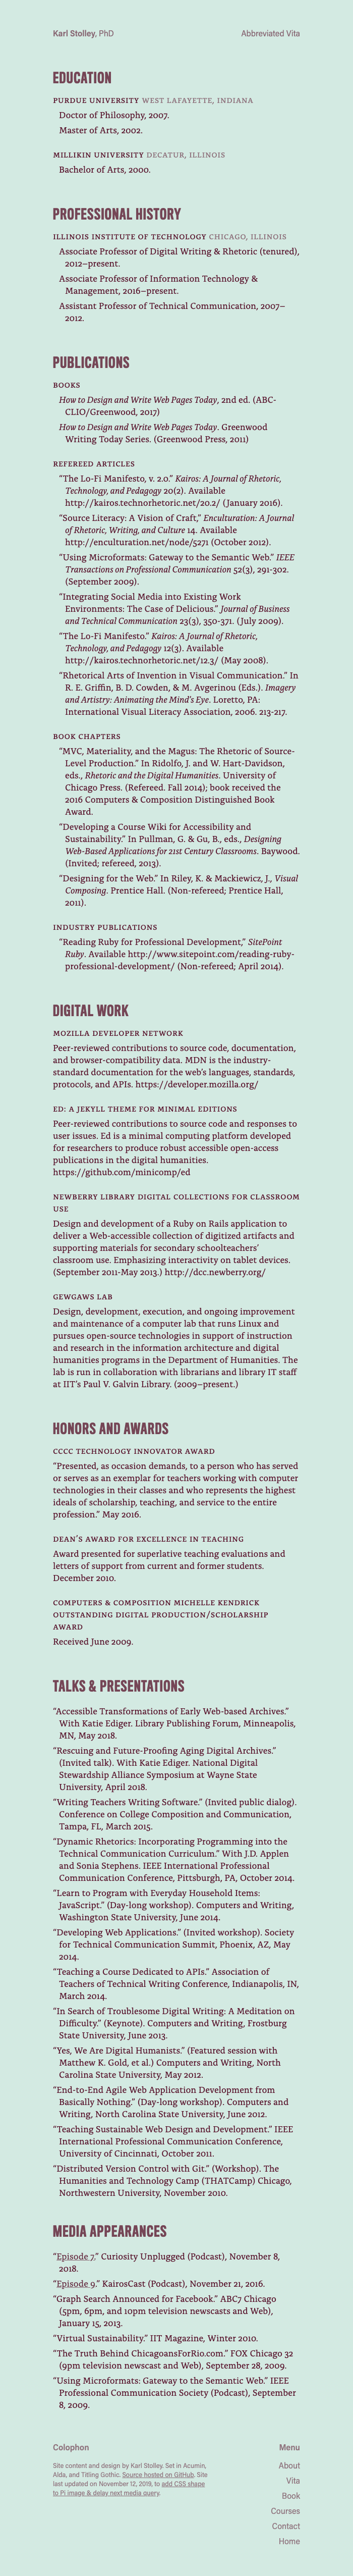 Karl Stolley, PhD
Abbreviated Vita
EDUCATION
PURDUE UNIVERSITY WEST LAFAYETTE, INDIANA
Doctor of Philosophy, 2007.
Master of Arts, 2002.
MILLIKIN UNIVERSITY DECATUR, ILLINOIS
Bachelor of Arts, 2000.
PROFESSIONAL HISTORY
ILLINOIS INSTITUTE OF TECHNOLOGY CHICAGO, ILLINOIS
Associate Professor of Digital Writing & Rhetoric (tenured),
2012–present.
Associate Professor of Information Technology &
Management, 2016–present.
Assistant Professor of Technical Communication, 2007–
2012.
PUBLICATIONS
BOOKS
How to Design and Write Web Pages Today, 2nd ed. (ABC-
CLIO/Greenwood, 2017)
How to Design and Write Web Pages Today. Greenwood
Writing Today Series. (Greenwood Press, 2011)
REFEREED ARTICLES
“The Lo-Fi Manifesto, v. 2.0.” Kairos: A Journal of Rhetoric,
Technology, and Pedagogy 20(2). Available
http://kairos.technorhetoric.net/20.2/ (January 2016).
“Source Literacy: A Vision of Craft,” Enculturation: A Journal
of Rhetoric, Writing, and Culture 14. Available
http://enculturation.net/node/5271 (October 2012).
“Using Microformats: Gateway to the Semantic Web.” IEEE
Transactions on Professional Communication 52(3), 291-302.
(September 2009).
“Integrating Social Media into Existing Work
Environments: The Case of Delicious.” Journal of Business
and Technical Communication 23(3), 350-371. (July 2009).
“The Lo-Fi Manifesto.” Kairos: A Journal of Rhetoric,
Technology, and Pedagogy 12(3). Available
http://kairos.technorhetoric.net/12.3/ (May 2008).
“Rhetorical Arts of Invention in Visual Communication.” In
R. E. Griffin, B. D. Cowden, & M. Avgerinou (Eds.). Imagery
and Artistry: Animating the Mind’s Eye. Loretto, PA:
International Visual Literacy Association, 2006. 213-217.
BOOK CHAPTERS
“MVC, Materiality, and the Magus: The Rhetoric of Source-
Level Production.” In Ridolfo, J. and W. Hart-Davidson,
eds., Rhetoric and the Digital Humanities. University of
Chicago Press. (Refereed. Fall 2014); book received the
2016 Computers & Composition Distinguished Book
Award.
“Developing a Course Wiki for Accessibility and
Sustainability.” In Pullman, G. & Gu, B., eds., Designing
Web-Based Applications for 21st Century Classrooms. Baywood.
(Invited; refereed, 2013).
“Designing for the Web.” In Riley, K. & Mackiewicz, J., Visual
Composing. Prentice Hall. (Non-refereed; Prentice Hall,
2011).
INDUSTRY PUBLICATIONS
“Reading Ruby for Professional Development,” SitePoint
Ruby. Available http://www.sitepoint.com/reading-ruby-
professional-development/ (Non-refereed; April 2014).
DIGITAL WORK
MOZILLA DEVELOPER NETWORK
Peer-reviewed contributions to source code, documentation,
and browser-compatibility data. MDN is the industry-
standard documentation for the web’s languages, standards,
protocols, and APIs. https://developer.mozilla.org/
ED: A JEKYLL THEME FOR MINIMAL EDITIONS
Peer-reviewed contributions to source code and responses to
user issues. Ed is a minimal computing platform developed
for researchers to produce robust accessible open-access
publications in the digital humanities.
https://github.com/minicomp/ed
NEWBERRY LIBRARY DIGITAL COLLECTIONS FOR CLASSROOM
USE
Design and development of a Ruby on Rails application to
deliver a Web-accessible collection of digitized artifacts and
supporting materials for secondary schoolteachers’
classroom use. Emphasizing interactivity on tablet devices.
(September 2011-May 2013.) http://dcc.newberry.org/
GEWGAWS LAB
Design, development, execution, and ongoing improvement
and maintenance of a computer lab that runs Linux and
pursues open-source technologies in support of instruction
and research in the information architecture and digital
humanities programs in the Department of Humanities. The
lab is run in collaboration with librarians and library IT staff
at IIT’s Paul V. Galvin Library. (2009–present.)
HONORS AND AWARDS
CCCC TECHNOLOGY INNOVATOR AWARD
“Presented, as occasion demands, to a person who has served
or serves as an exemplar for teachers working with computer
technologies in their classes and who represents the highest
ideals of scholarship, teaching, and service to the entire
profession.” May 2016.
DEAN’S AWARD FOR EXCELLENCE IN TEACHING
Award presented for superlative teaching evaluations and
letters of support from current and former students.
December 2010.
COMPUTERS & COMPOSITION MICHELLE KENDRICK
OUTSTANDING DIGITAL PRODUCTION/SCHOLARSHIP
AWARD
Received June 2009.
TALKS & PRESENTATIONS
“Accessible Transformations of Early Web-based Archives.”
With Katie Ediger. Library Publishing Forum, Minneapolis,
MN, May 2018.
“Rescuing and Future-Proofing Aging Digital Archives.”
(Invited talk). With Katie Ediger. National Digital
Stewardship Alliance Symposium at Wayne State
University, April 2018.
“Writing Teachers Writing Software.” (Invited public dialog).
Conference on College Composition and Communication,
Tampa, FL, March 2015.
“Dynamic Rhetorics: Incorporating Programming into the
Technical Communication Curriculum.” With J.D. Applen
and Sonia Stephens. IEEE International Professional
Communication Conference, Pittsburgh, PA, October 2014.
“Learn to Program with Everyday Household Items:
JavaScript.” (Day-long workshop). Computers and Writing,
Washington State University, June 2014.
“Developing Web Applications.” (Invited workshop). Society
for Technical Communication Summit, Phoenix, AZ, May
2014.
“Teaching a Course Dedicated to APIs.” Association of
Teachers of Technical Writing Conference, Indianapolis, IN,
March 2014.
“In Search of Troublesome Digital Writing: A Meditation on
Difficulty.” (Keynote). Computers and Writing, Frostburg
State University, June 2013.
“Yes, We Are Digital Humanists.” (Featured session with
Matthew K. Gold, et al.) Computers and Writing, North
Carolina State University, May 2012.
“End-to-End Agile Web Application Development from
Basically Nothing.” (Day-long workshop). Computers and
Writing, North Carolina State University, June 2012.
“Teaching Sustainable Web Design and Development.” IEEE
International Professional Communication Conference,
University of Cincinnati, October 2011.
“Distributed Version Control with Git.” (Workshop). The
Humanities and Technology Camp (THATCamp) Chicago,
Northwestern University, November 2010.
MEDIA APPEARANCES
“Episode 7.” Curiosity Unplugged (Podcast), November 8,
2018.
“Episode 9.” KairosCast (Podcast), November 21, 2016.
“Graph Search Announced for Facebook.” ABC7 Chicago
(5pm, 6pm, and 10pm television newscasts and Web),
January 15, 2013.
“Virtual Sustainability.” IIT Magazine, Winter 2010.
“The Truth Behind ChicagoansForRio.com.” FOX Chicago 32
(9pm television newscast and Web), September 28, 2009.
“Using Microformats: Gateway to the Semantic Web.” IEEE
Professional Communication Society (Podcast), September
8, 2009.
Colophon
Site content and design by Karl Stolley. Set in Acumin,
Alda, and Titling Gothic. Source hosted on GitHub. Site
last updated on November 12, 2019, to add CSS shape
to Pi image & delay next media query.
Menu
About
Vita
Book
Courses
Contact
Home